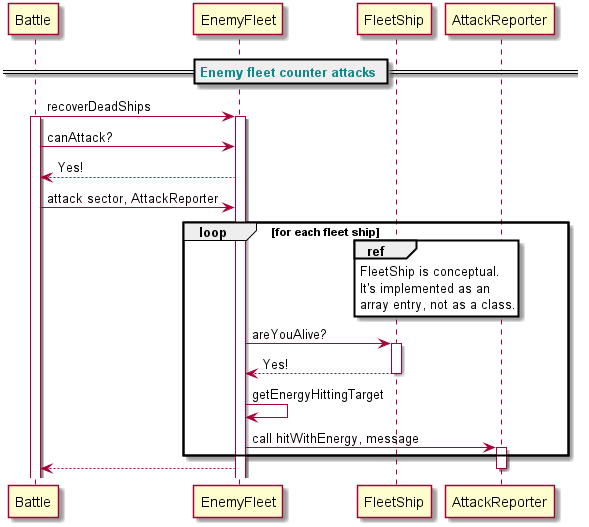 Battle
EnemyFleet
FleetShip
AttackReporter
Enemy fleet counter attacks
recoverDeadShips
canAttack?
Yes!
attack sector, AttackReporter
loop
[for each fleet ship]
ref
FleetShip is conceptual.
It's implemented as an
array entry, not as a class.
areYouAlive?
Yes!
getEnergyHittingTarget
call hitWithEnergy, message
Battle
EnemyFleet
FleetShip
AttackReporter